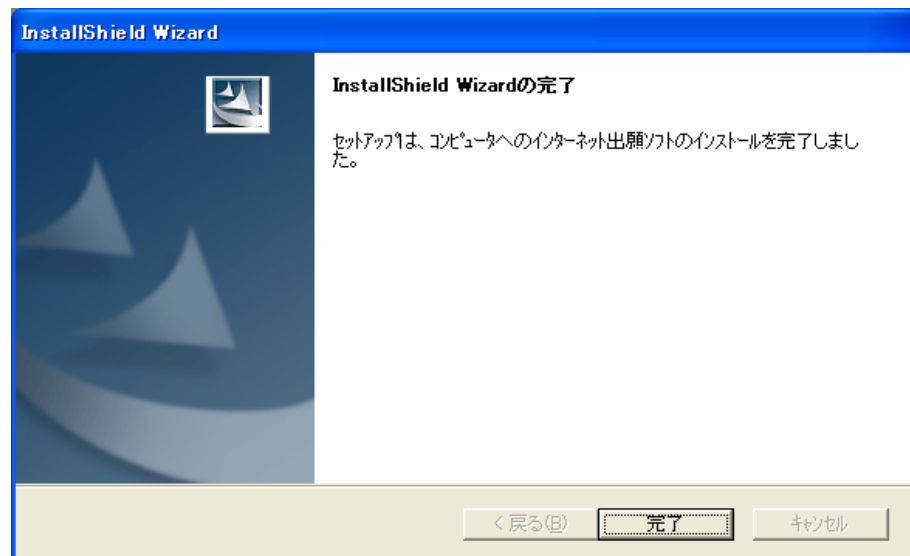 InstallShield Wizard
InstallShield Wizardの完了
セットアップは、コンピュータへのインターネット出願ソフトのインストールを完了しまし
た。
< 戻る(B)
完了
キャンセル